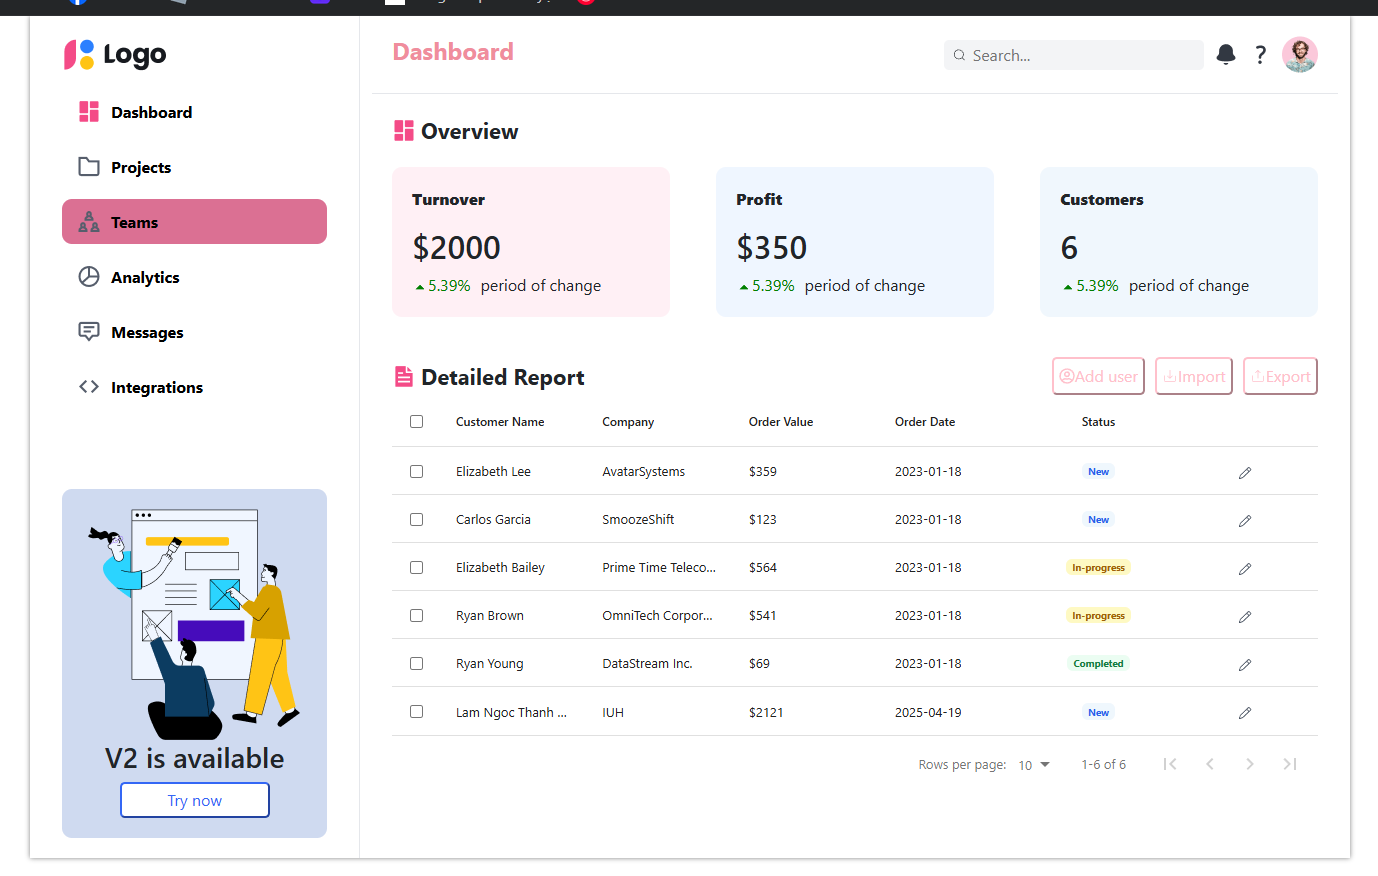 Logo
Dashboard
Projects
Teams
Analytics
Messages
Integrations
V2 is available
Try now
Dashboard
Search...
?
Overview
Turnover
$2000
5.39% period of change
Profit
$350
5.39% period of change
Customers
6
5.39% period of change
Detailed Report
Add user Import Export
Customer Name Company Order Value Order Date Status
Elizabeth Lee AvatarSystems $359 2023-01-18 New
Carlos Garcia SmoozeShift $123 2023-01-18 New
Elizabeth Bailey Prime Time Teleco... $564 2023-01-18 In-progress
Ryan Brown OmniTech Corpor... $541 2023-01-18 In-progress
Ryan Young DataStream Inc. $69 2023-01-18 Completed
Lam Ngoc Thanh ... IUH $2121 2025-04-19 New
Rows per page: 10 1-6 of 6